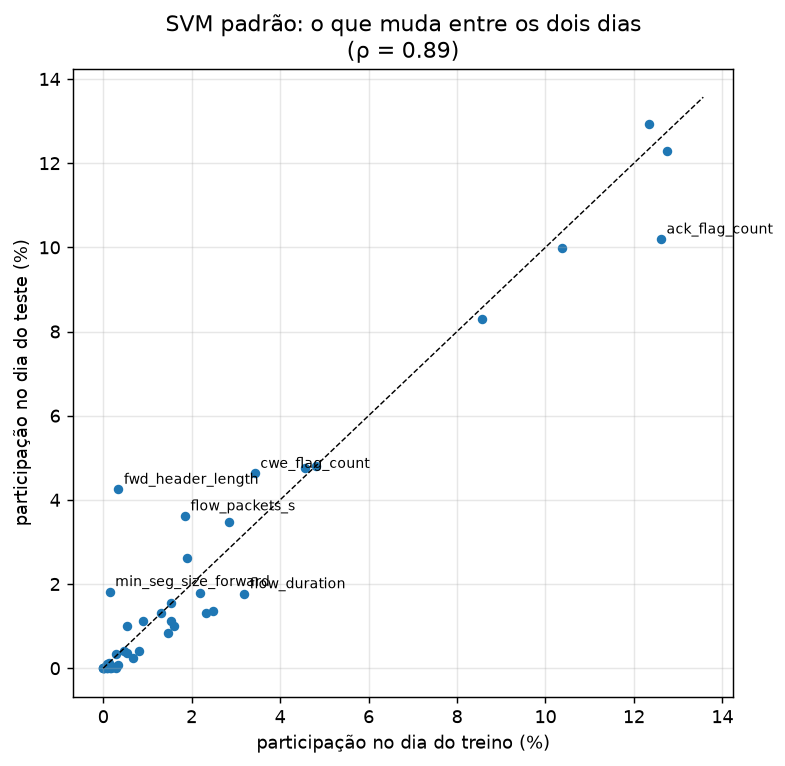 SVM padrão: o que muda entre os dois dias
(ρ = 0.89)
14
12
10
8
6
4
2
0
participação no dia do teste (%)
ack_flag_count
cwe_flag_count
fwd_header_length
flow_packets_s
min_seg_size_forward
flow_duration
0 2 4 6 8 10 12 14
participação no dia do treino (%)